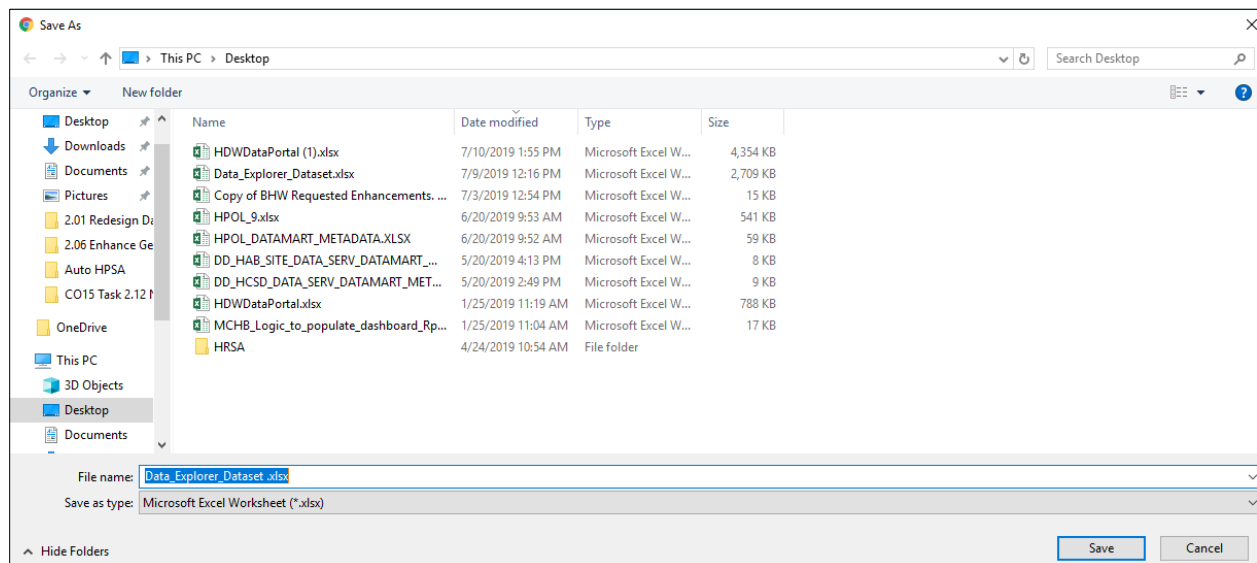 Save As
This PC > Desktop
Search Desktop
Organize
New folder
Desktop
Downloads
Documents
Pictures
2.01 Redesign Da
2.06 Enhance Ge
Auto HPSA
CO15 Task 2.12 M
OneDrive
This PC
3D Objects
Desktop
Documents
Name Date modified Type Size
HDWDataPortal (1).xlsx 7/10/2019 1:55 PM Microsoft Excel W... 4,354 KB
Data_Explorer_Dataset.xlsx 7/9/2019 12:16 PM Microsoft Excel W... 2,709 KB
Copy of BHW Requested Enhancements. ... 7/3/2019 12:54 PM Microsoft Excel W... 15 KB
HPOL_9.xlsx 6/20/2019 9:53 AM Microsoft Excel W... 541 KB
HPOL_DATAMART_METADATA.XLSX 6/20/2019 9:52 AM Microsoft Excel W... 59 KB
DD_HAB_SITE_DATA_SERV_DATAMART_... 5/20/2019 4:13 PM Microsoft Excel W... 8 KB
DD_HCSD_DATA_SERV_DATAMART_MET... 5/20/2019 2:49 PM Microsoft Excel W... 9 KB
HDWDataPortal.xlsx 1/25/2019 11:19 AM Microsoft Excel W... 788 KB
MCHB_Logic_to_populate_dashboard_Rp... 1/25/2019 11:04 AM Microsoft Excel W... 17 KB
HRSA 4/24/2019 10:54 AM File folder
File name: Data_Explorer_Dataset .xlsx
Save as type: Microsoft Excel Worksheet (*.xlsx)
Hide Folders
Save
Cancel